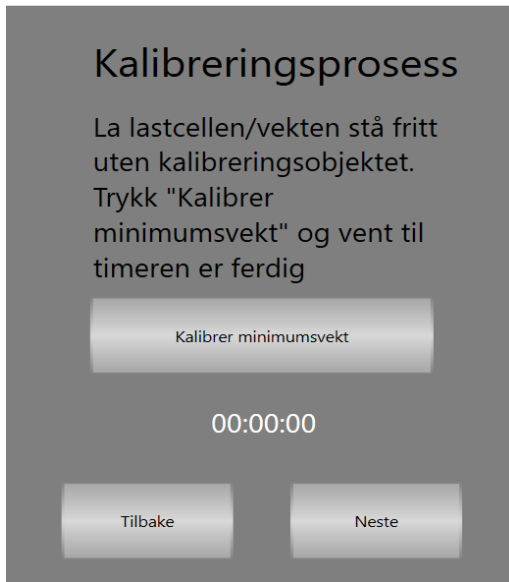 Kalibreringsprosess
La lastcellen/vekten stå fritt
uten kalibreringsobjektet.
Trykk "Kalibrer
minimumsvekt" og vent til
timeren er ferdig
Kalibrer minimumsvekt
00:00:00
Tilbake
Neste